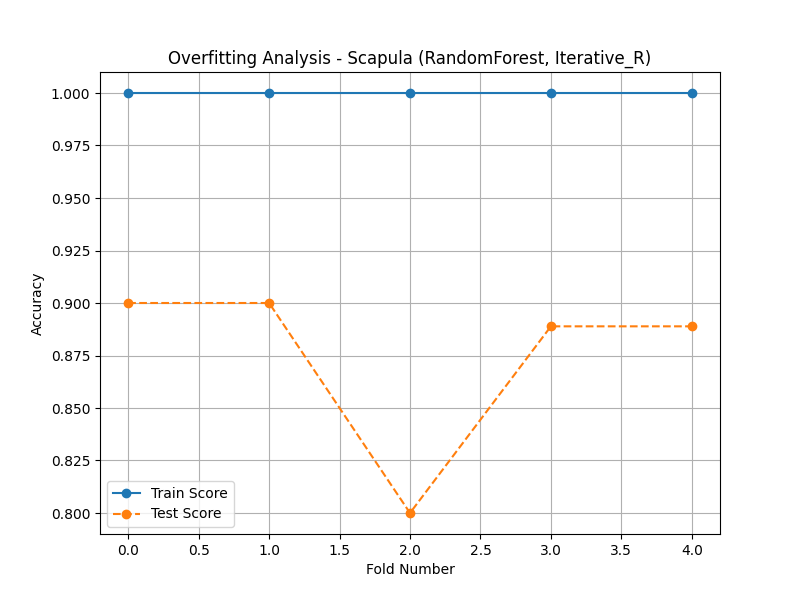 Overfitting Analysis - Scapula (RandomForest, Iterative_R)
1.000
0.975
0.950
0.925
0.900
0.875
0.850
0.825
0.800
Accuracy
Train Score
Test Score
0.0 0.5 1.0 1.5 2.0 2.5 3.0 3.5 4.0
Fold Number